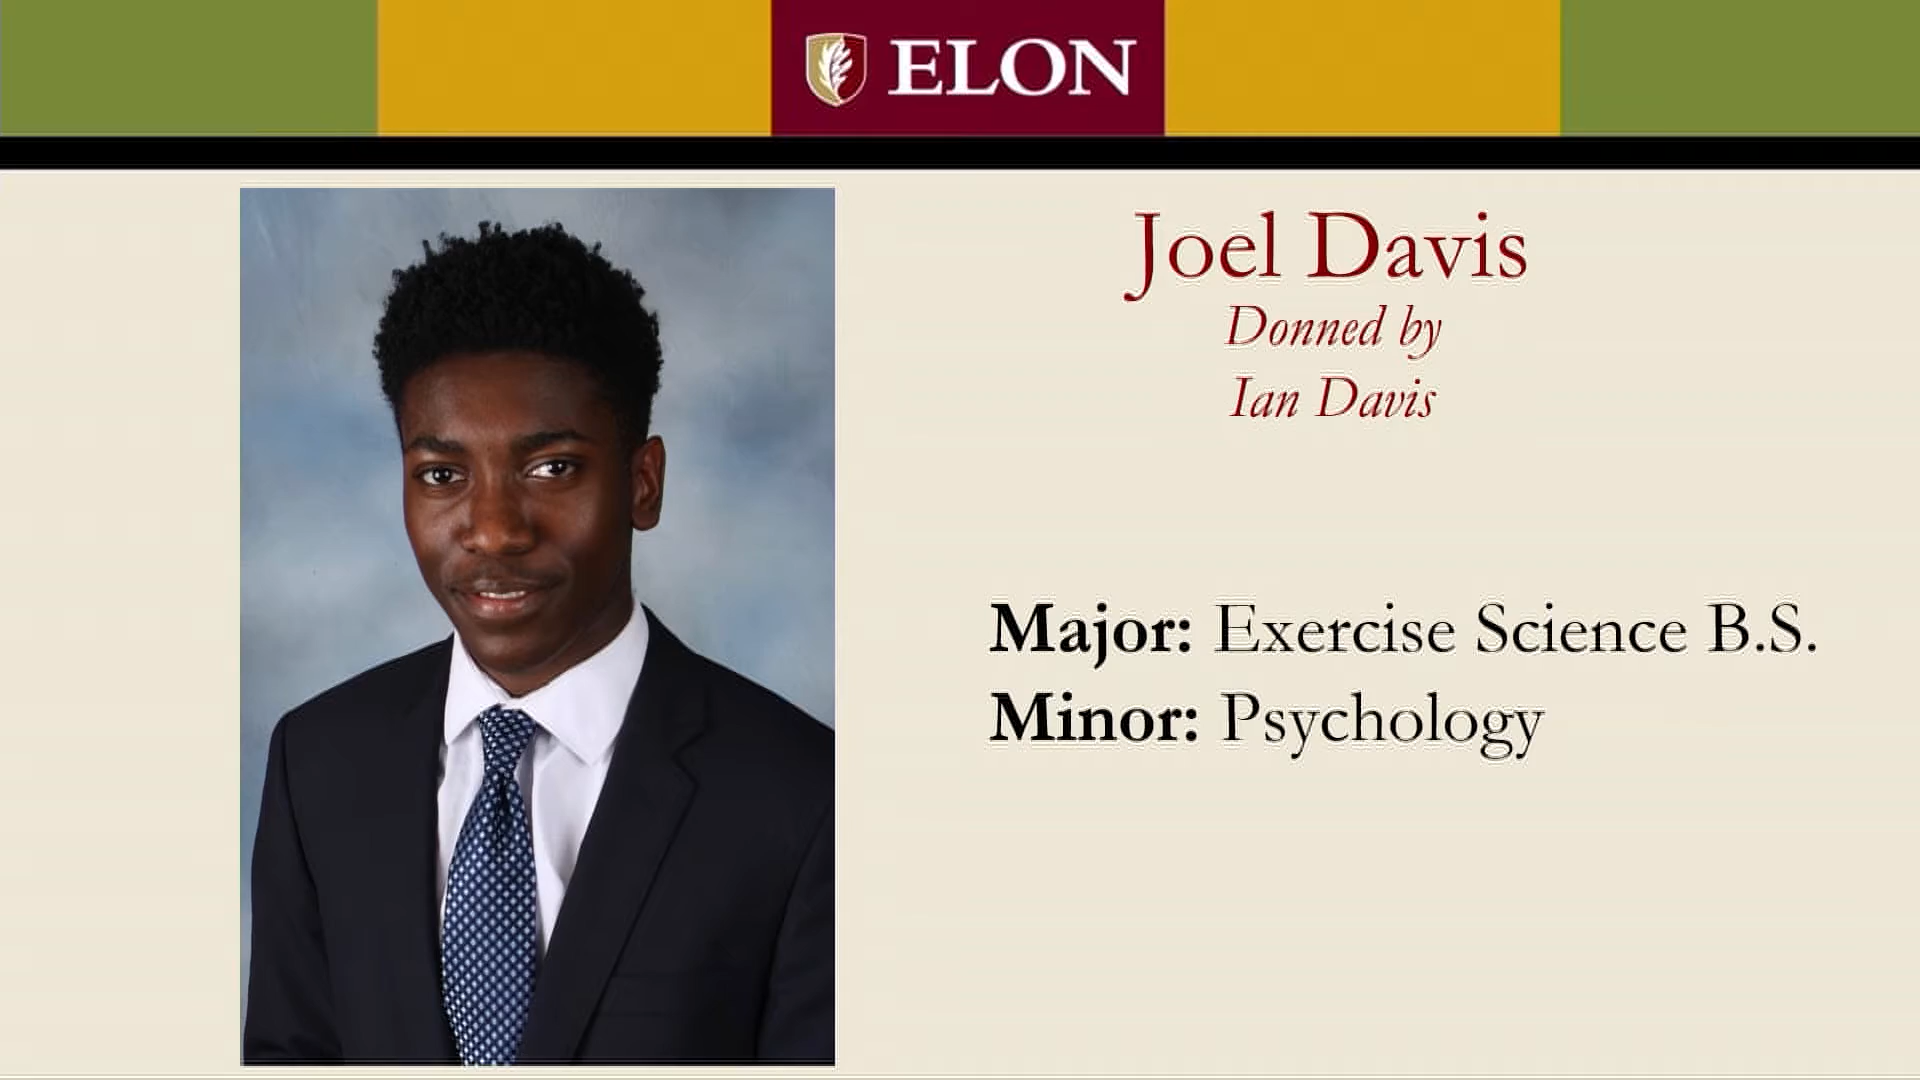 ELON
Joel Davis
Donned by
Ian Davis
Major: Exercise Science B.S.
Minor: Psychology